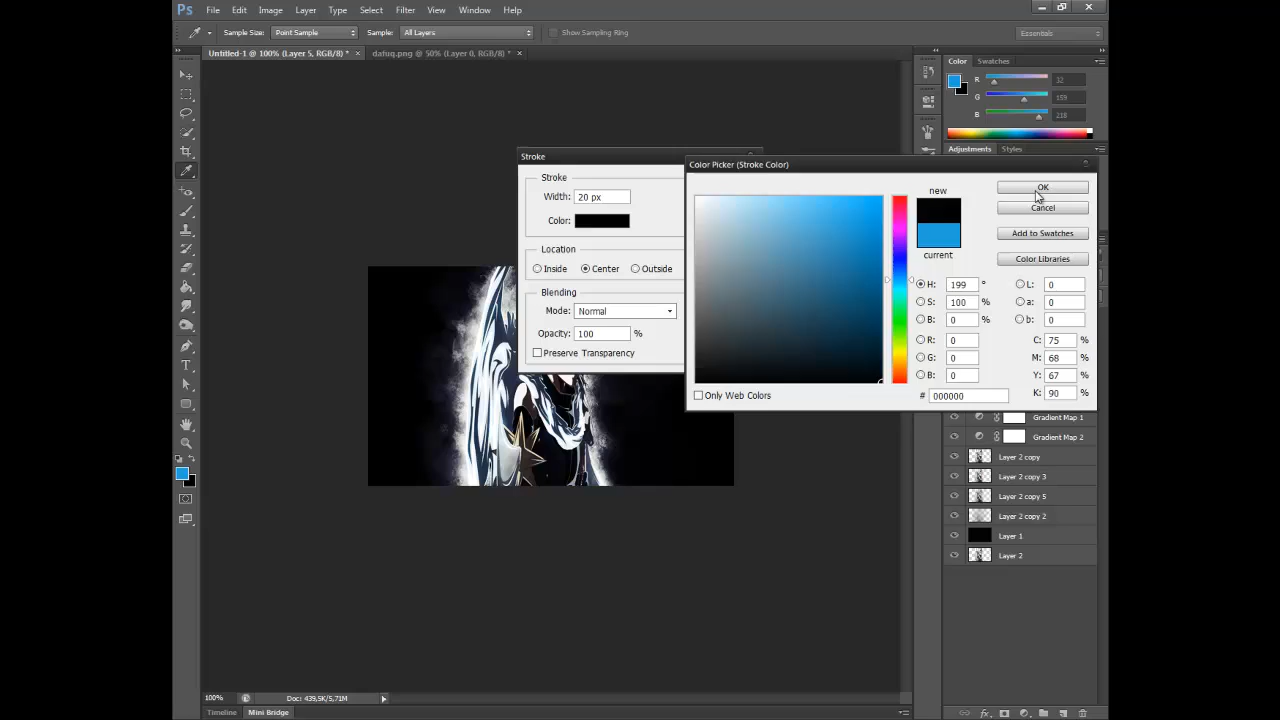 Ps File Edit Image Layer Type Select Filter View Window Help
Sample Size: Point Sample Sample: All Layers Show Sampling Ring Essentials
Untitled-1 @ 100% (Layer 5, RGB/8) * × dafuq.png @ 50% (Layer 0, RGB/8) * ×
Color Swatches
R 32
G 159
B 218
Adjustments Styles
Stroke
Stroke
Width: 20 px
Color:
Location
Inside Center Outside
Blending
Mode: Normal
Opacity: 100 %
Preserve Transparency
Color Picker (Stroke Color)
new
current
OK
Cancel
Add to Swatches
Color Libraries
H: 199 ° L: 0
S: 100 % a: 0
B: 0 % b: 0
R: 0 C: 75 %
G: 0 M: 68 %
B: 0 Y: 67 %
# 000000 K: 90 %
Only Web Colors
Gradient Map 1
Gradient Map 2
Layer 2 copy
Layer 2 copy 3
Layer 2 copy 5
Layer 2 copy 2
Layer 1
Layer 2
100% Doc: 439,5K/5,71M
Timeline Mini Bridge
fx